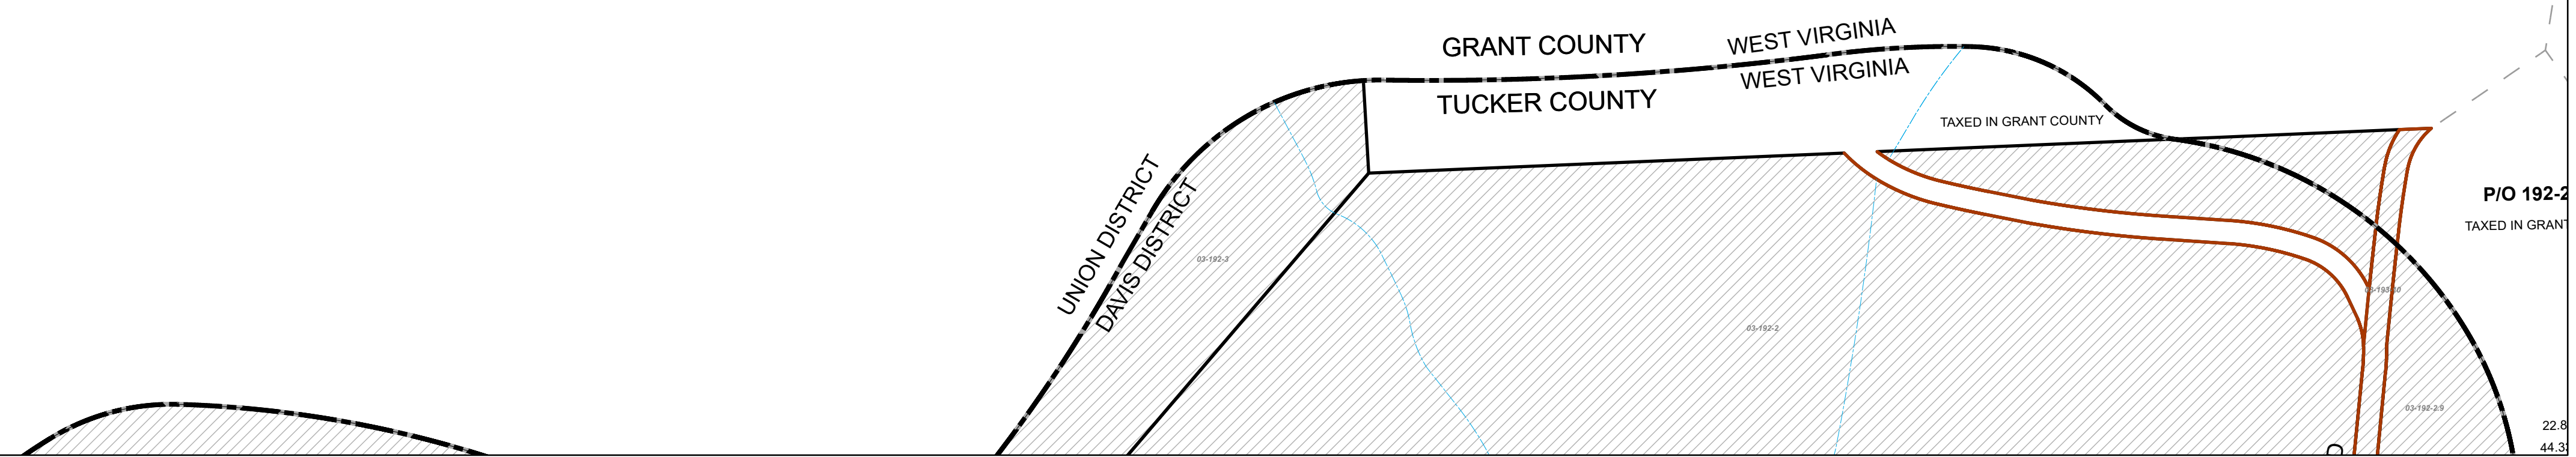 GRANT COUNTY
WEST VIRGINIA
WEST VIRGINIA
TUCKER COUNTY
TAXED IN GRANT COUNTY
UNION DISTRICT
DAVIS DISTRICT
P/O 192-2
TAXED IN GRANT
03-192-3
03-192-2
03-192-2.9
22.8
44.3